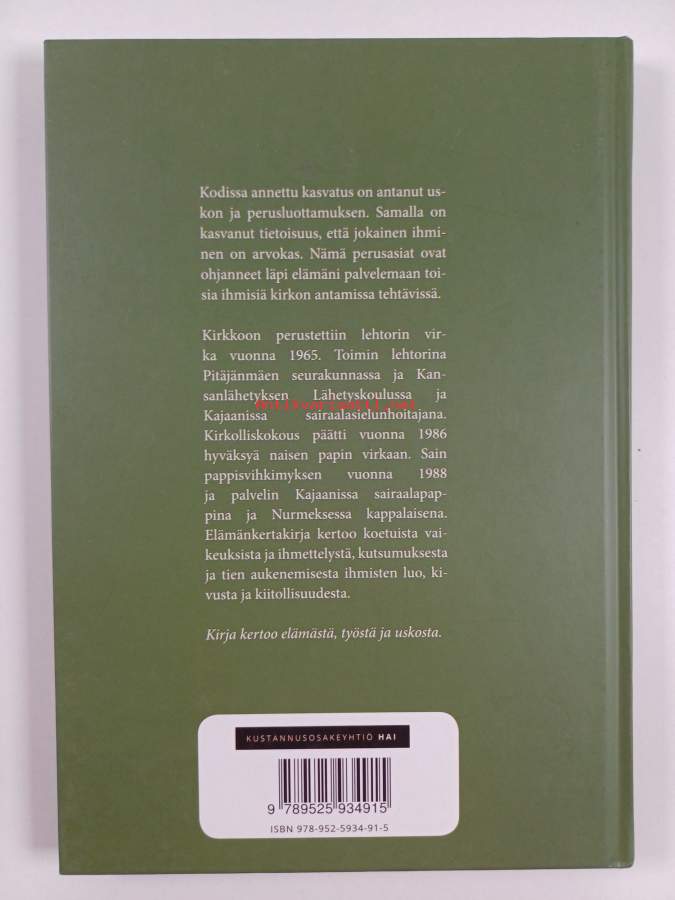 Kodissa annettu kasvatus on antanut us-
kon ja perusluottamuksen. Samalla on
kasvanut tietoisuus, että jokainen ihmi-
nen on arvokas. Nämä perusasiat ovat
ohjanneet läpi elämäni palvelemaan toi-
sia ihmisiä kirkon antamissa tehtävissä.
Kirkkoon perustettiin lehtorin vir-
ka vuonna 1965. Toimin lehtorina
Pitäjänmäen seurakunnassa ja Kan-
sanlähetyksen Lähetyskoulussa ja
Kajaanissa sairaalasielunhoitajana.
Kirkolliskokous päätti vuonna 1986
hyväksyä naisen papin virkaan. Sain
pappisvihkimyksen vuonna 1988
ja palvelin Kajaanissa sairaalapap-
pina ja Nurmeksessa kappalaisena.
Elämänkertakirja kertoo koetuista vai-
keuksista ja ihmettelystä, kutsumuksesta
ja tien aukenemisesta ihmisten luo, ki-
vusta ja kiitollisuudesta.
Kirja kertoo elämästä, työstä ja uskosta.
KUSTANNUSOSAKEYHTIÖ HAI
9 789525 934915
ISBN 978-952-5934-91-5